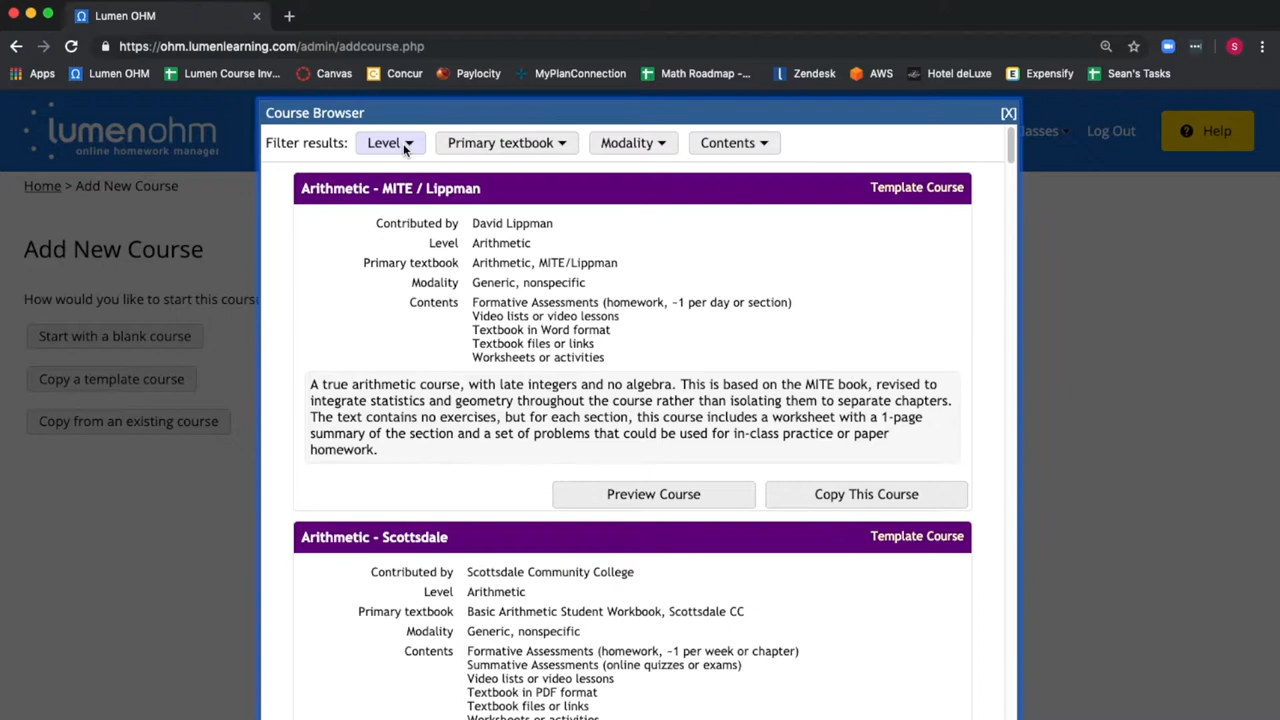 Lumen OHM
https://ohm.lumenlearning.com/admin/addcourse.php
S
Apps Lumen OHM Lumen Course Inv... Canvas Concur Paylocity MyPlanConnection Math Roadmap -... Zendesk AWS Hotel deLuxe Expensify Sean's Tasks
lumenohm
online homework manager
Log Out
Help
Home > Add New Course
Add New Course
How would you like to start this cours
Start with a blank course
Copy a template course
Copy from an existing course
Course Browser [X]
Filter results: Level Primary textbook Modality Contents
Arithmetic - MITE / Lippman Template Course
Contributed by David Lippman
Level Arithmetic
Primary textbook Arithmetic, MITE/Lippman
Modality Generic, nonspecific
Contents Formative Assessments (homework, ~1 per day or section)
Video lists or video lessons
Textbook in Word format
Textbook files or links
Worksheets or activities
A true arithmetic course, with late integers and no algebra. This is based on the MITE book, revised to
integrate statistics and geometry throughout the course rather than isolating them to separate chapters.
The text contains no exercises, but for each section, this course includes a worksheet with a 1-page
summary of the section and a set of problems that could be used for in-class practice or paper
homework.
Preview Course Copy This Course
Arithmetic - Scottsdale Template Course
Contributed by Scottsdale Community College
Level Arithmetic
Primary textbook Basic Arithmetic Student Workbook, Scottsdale CC
Modality Generic, nonspecific
Contents Formative Assessments (homework, ~1 per week or chapter)
Summative Assessments (online quizzes or exams)
Video lists or video lessons
Textbook in PDF format
Textbook files or links
Worksheets or activities